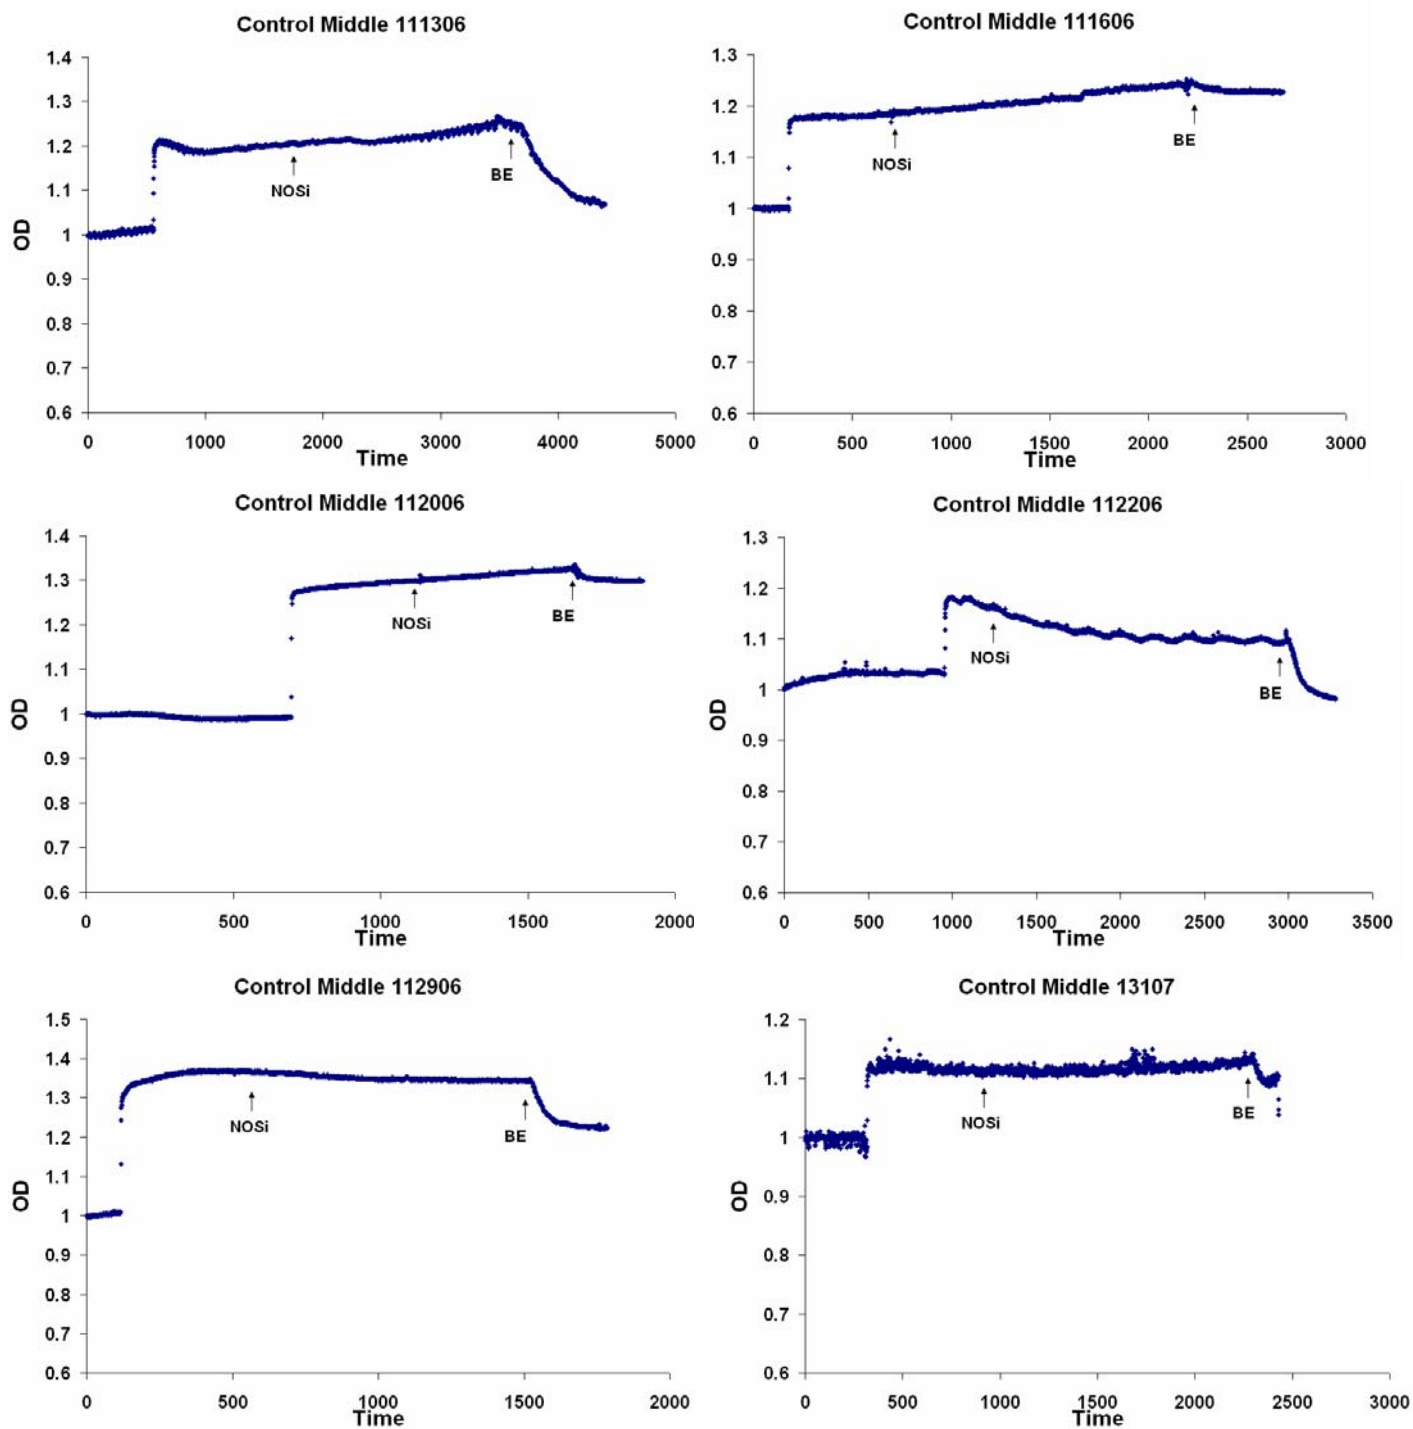 Control Middle 111306
1.4
1.3
1.2
1.1
1
0.9
0.8
0.7
0.6
OD
NOSi
BE
0 1000 2000 3000 4000 5000
Time
Control Middle 111606
1.3
1.2
1.1
1
0.9
0.8
0.7
0.6
NOSi
BE
0 500 1000 1500 2000 2500 3000
Time
Control Middle 112006
1.4
1.3
1.2
1.1
1
0.9
0.8
0.7
0.6
OD
NOSi
BE
0 500 1000 1500 2000
Time
Control Middle 112206
1.3
1.2
1.1
1
0.9
0.8
0.7
0.6
OD
NOSi
BE
0 500 1000 1500 2000 2500 3000 3500
Time
Control Middle 112906
1.5
1.4
1.3
1.2
1.1
1
0.9
0.8
0.7
0.6
OD
NOSi
BE
0 500 1000 1500 2000
Time
Control Middle 13107
1.2
1.1
1
0.9
0.8
0.7
0.6
OD
NOSi
BE
0 500 1000 1500 2000 2500 3000
Time